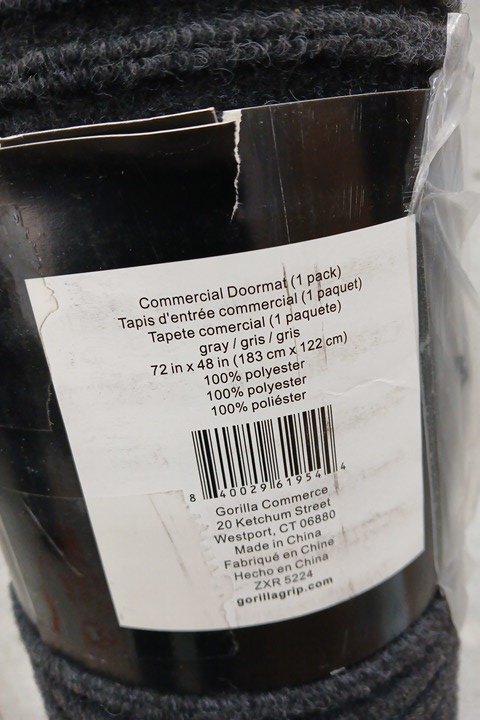 Commercial Doormat (1 pack)
Tapis d'entrée commercial (1 paquet)
Tapete comercial (1 paquete)
gray / gris / gris
72 in x 48 in (183 cm x 122 cm)
100% polyester
100% polyester
100% poliéster
8 40029 61954 4
Gorilla Commerce
20 Ketchum Street
Westport, CT 06880
Made in China
Fabriqué en Chine
Hecho en China
ZXR 5224
gorillagrip.com